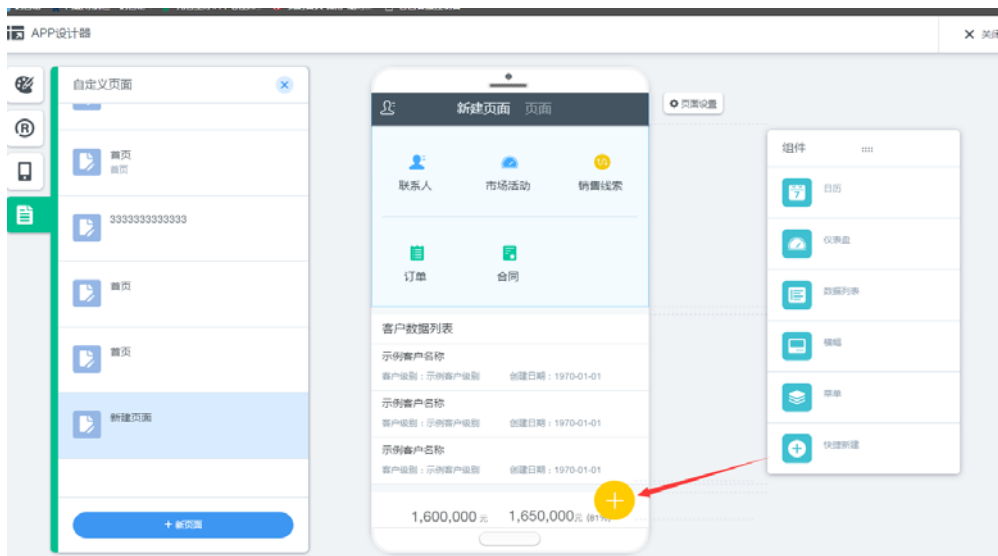 APP设计器
关闭
自定义页面
首页
首页
3333333333333
首页
首页
新建页面
+ 新页面
新建页面 页面
页面设置
联系人 市场活动 销售线索
订单 合同
客户数据列表
示例客户名称
客户级别：示例客户级别 创建日期：1970-01-01
示例客户名称
客户级别：示例客户级别 创建日期：1970-01-01
示例客户名称
客户级别：示例客户级别 创建日期：1970-01-01
1,600,000 元 1,650,000元 (81%)
组件
日历
仪表盘
数据列表
横幅
菜单
快捷新建